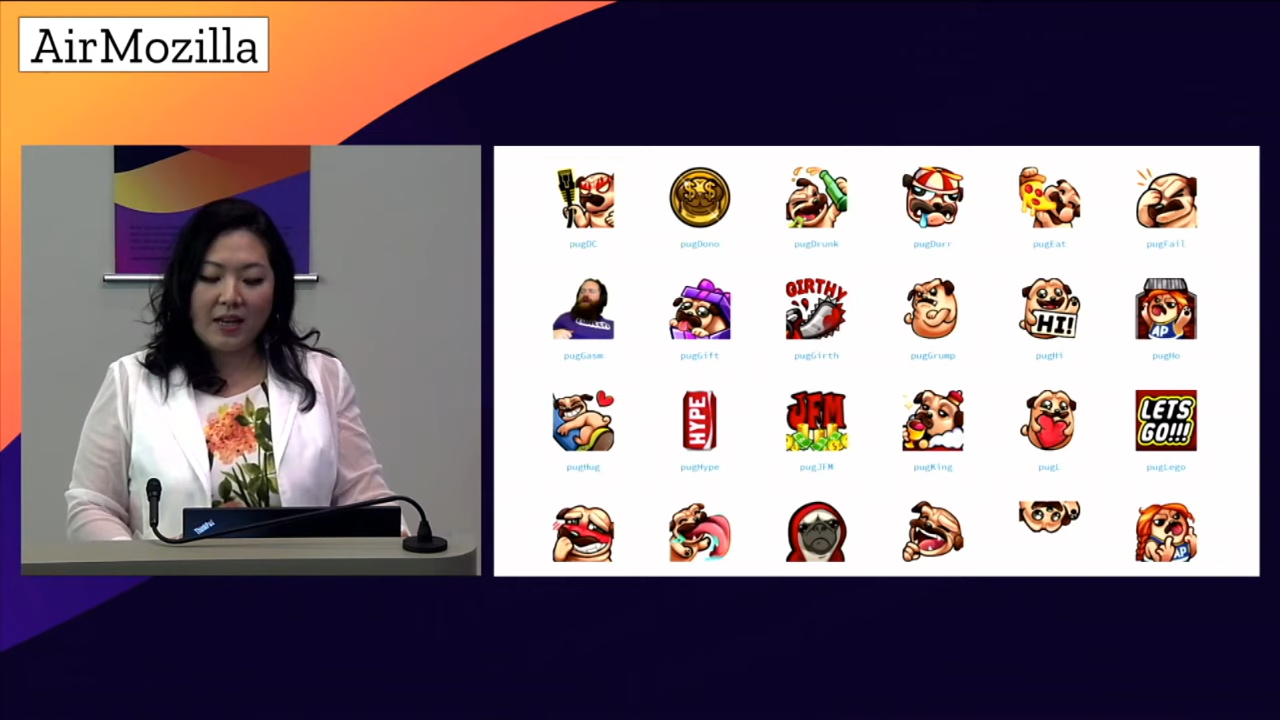 AirMozilla
pugDC pugDono pugDrunk pugDurr pugEat pugFail
GIRTHY
HI!
AP
pugGasm pugGift pugGirth pugGrump pugHi pugHo
HYPE
JFM
LETS
GO!!!
pugHug pugHype pugJFM pugKing pugL pugLego
AP
ThinkPad